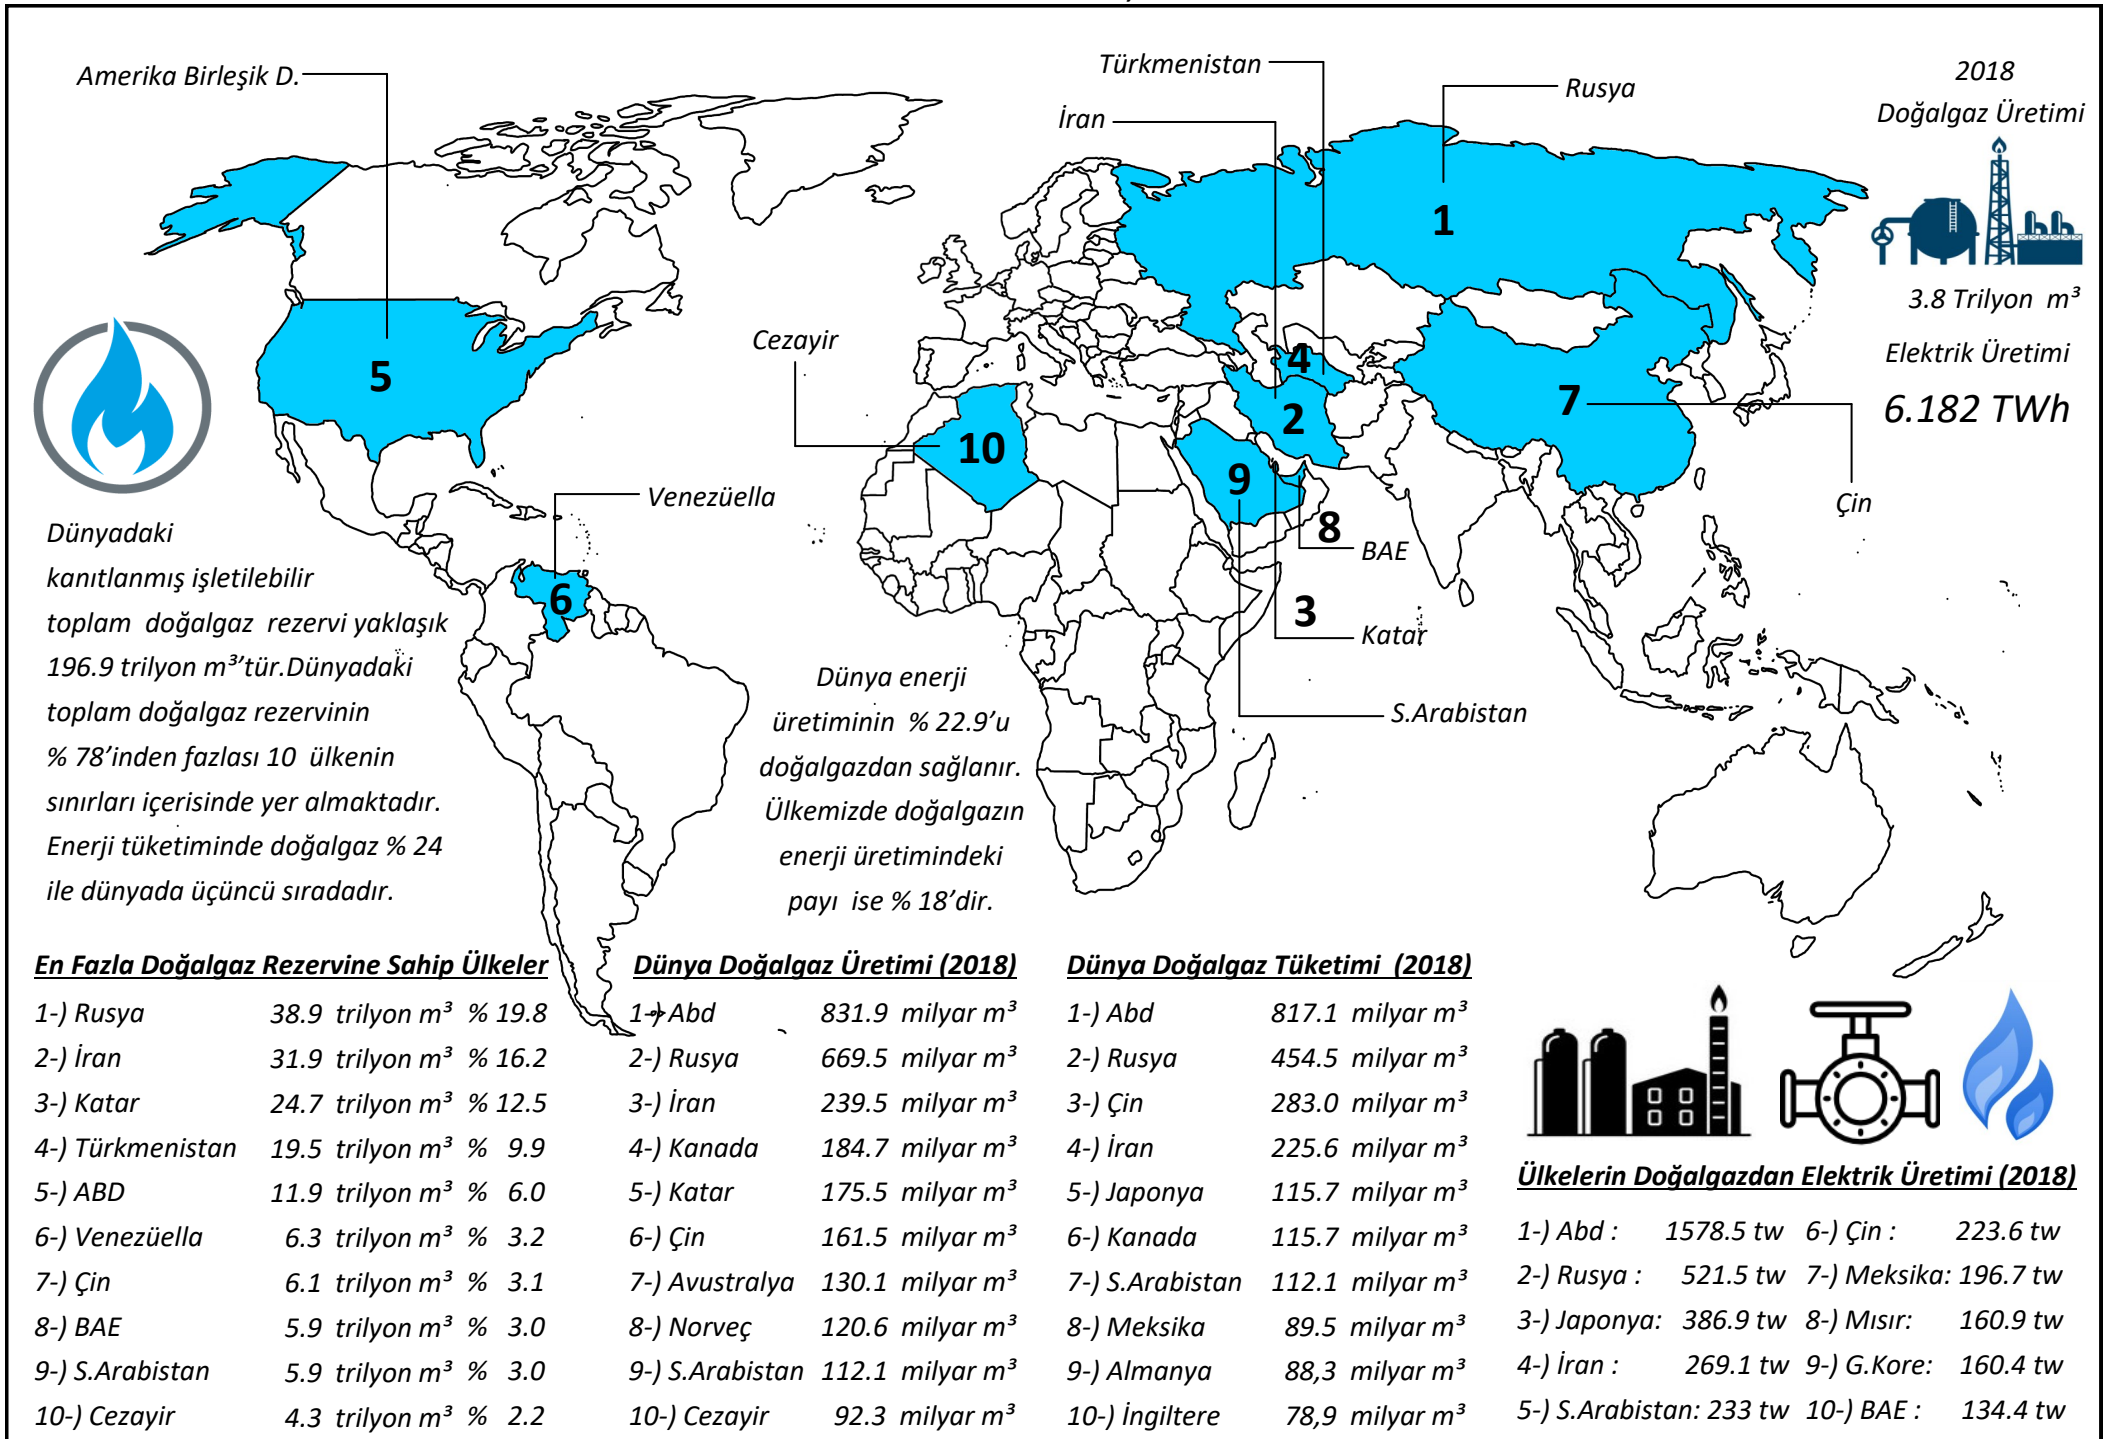 Amerika Birleşik D.
Türkmenistan
İran
Rusya
2018
Doğalgaz Üretimi
3.8 Trilyon m³
Elektrik Üretimi
6.182 TWh
Cezayir
Venezüella
Çin
BAE
Katar
S.Arabistan
1
2
3
4
5
6
7
8
9
10
Dünyadaki
kanıtlanmış işletilebilir
toplam doğalgaz rezervi yaklaşık
196.9 trilyon m³’tür.Dünyadaki
toplam doğalgaz rezervinin
% 78’inden fazlası 10 ülkenin
sınırları içerisinde yer almaktadır.
Enerji tüketiminde doğalgaz % 24
ile dünyada üçüncü sıradadır.
Dünya enerji
üretiminin % 22.9’u
doğalgazdan sağlanır.
Ülkemizde doğalgazın
enerji üretimindeki
payı ise % 18’dir.
En Fazla Doğalgaz Rezervine Sahip Ülkeler
1-) Rusya 38.9 trilyon m³ % 19.8
2-) İran 31.9 trilyon m³ % 16.2
3-) Katar 24.7 trilyon m³ % 12.5
4-) Türkmenistan 19.5 trilyon m³ % 9.9
5-) ABD 11.9 trilyon m³ % 6.0
6-) Venezüella 6.3 trilyon m³ % 3.2
7-) Çin 6.1 trilyon m³ % 3.1
8-) BAE 5.9 trilyon m³ % 3.0
9-) S.Arabistan 5.9 trilyon m³ % 3.0
10-) Cezayir 4.3 trilyon m³ % 2.2
Dünya Doğalgaz Üretimi (2018)
1-) Abd 831.9 milyar m³
2-) Rusya 669.5 milyar m³
3-) İran 239.5 milyar m³
4-) Kanada 184.7 milyar m³
5-) Katar 175.5 milyar m³
6-) Çin 161.5 milyar m³
7-) Avustralya 130.1 milyar m³
8-) Norveç 120.6 milyar m³
9-) S.Arabistan 112.1 milyar m³
10-) Cezayir 92.3 milyar m³
Dünya Doğalgaz Tüketimi (2018)
1-) Abd 817.1 milyar m³
2-) Rusya 454.5 milyar m³
3-) Çin 283.0 milyar m³
4-) İran 225.6 milyar m³
5-) Japonya 115.7 milyar m³
6-) Kanada 115.7 milyar m³
7-) S.Arabistan 112.1 milyar m³
8-) Meksika 89.5 milyar m³
9-) Almanya 88,3 milyar m³
10-) İngiltere 78,9 milyar m³
Ülkelerin Doğalgazdan Elektrik Üretimi (2018)
1-) Abd : 1578.5 tw 6-) Çin : 223.6 tw
2-) Rusya : 521.5 tw 7-) Meksika: 196.7 tw
3-) Japonya: 386.9 tw 8-) Mısır: 160.9 tw
4-) İran : 269.1 tw 9-) G.Kore: 160.4 tw
5-) S.Arabistan: 233 tw 10-) BAE : 134.4 tw